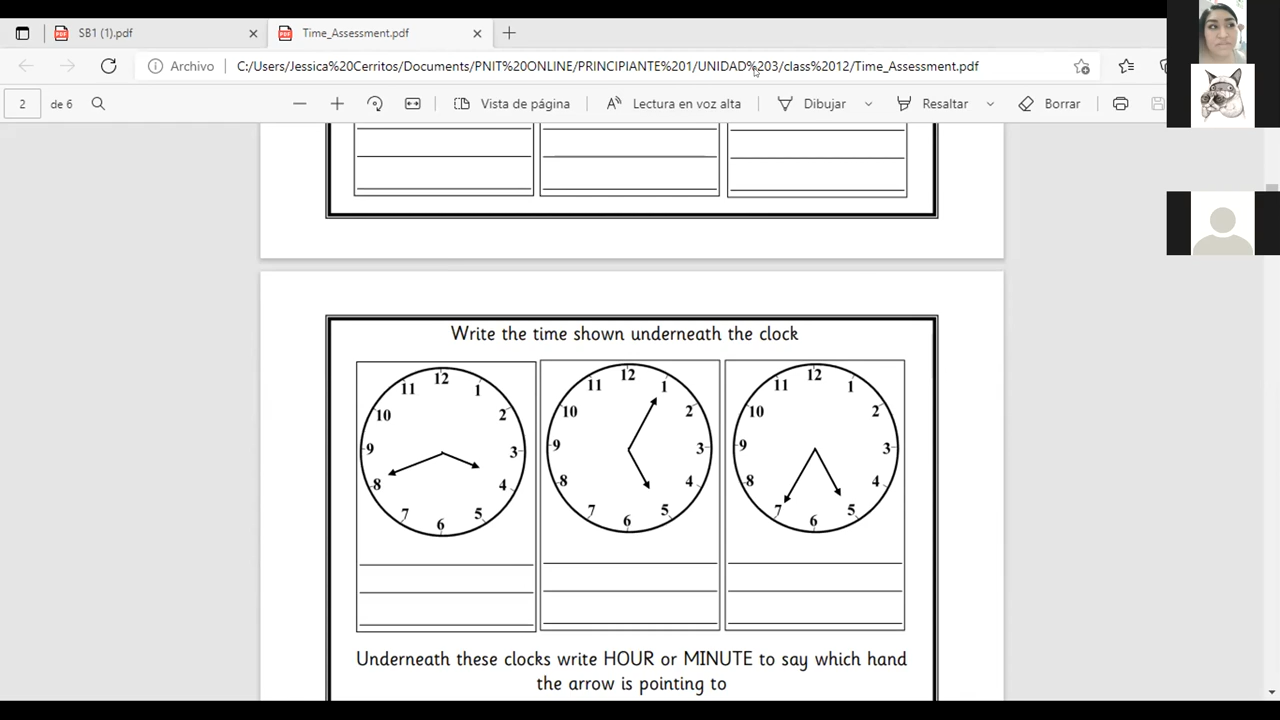 SB1 (1).pdf
Time_Assessment.pdf
Archivo
C:/Users/Jessica%20Cerritos/Documents/PNIT%20ONLINE/PRINCIPIANTE%201/UNIDAD%203/class%2012/Time_Assessment.pdf
2 de 6
Vista de página
Lectura en voz alta
Dibujar
Resaltar
Borrar
Write the time shown underneath the clock
12 1 2 3 4 5 6 7 8 9 10 11
12 1 2 3 4 5 6 7 8 9 10 11
12 1 2 3 4 5 6 7 8 9 10 11
Underneath these clocks write HOUR or MINUTE to say which hand
the arrow is pointing to